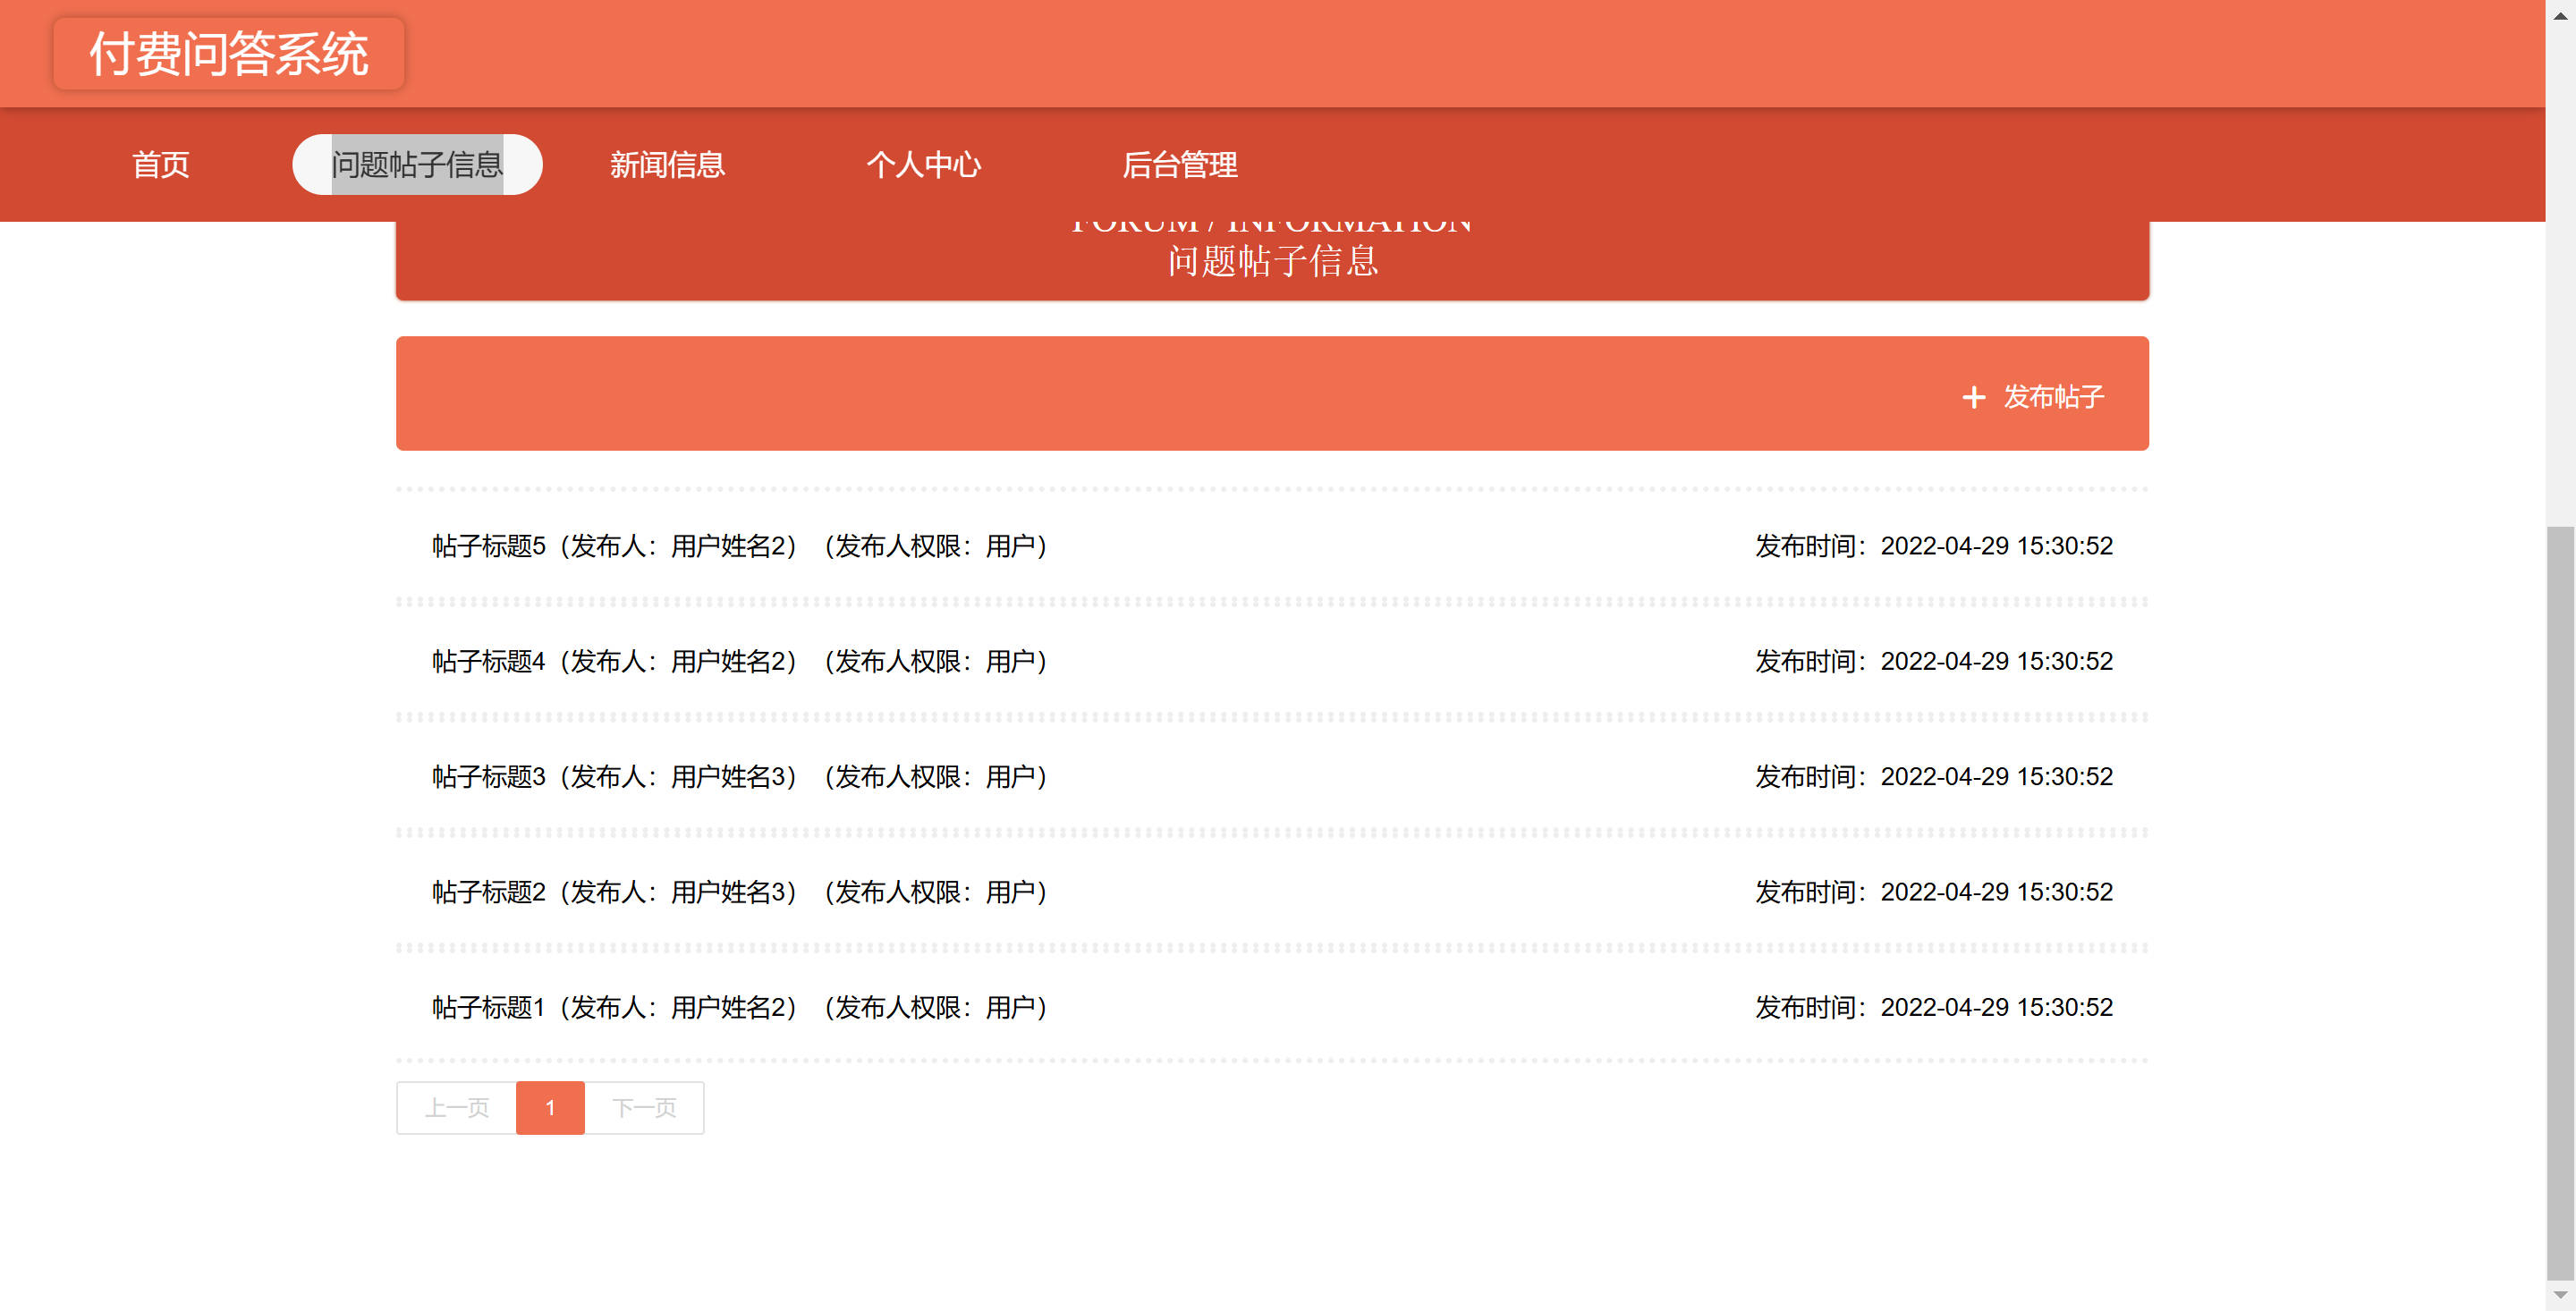 付费问答系统
首页 问题帖子信息 新闻信息 个人中心 后台管理
FORUM / INFORMATION
问题帖子信息
+ 发布帖子
帖子标题5（发布人：用户姓名2）（发布人权限：用户） 发布时间：2022-04-29 15:30:52
帖子标题4（发布人：用户姓名2）（发布人权限：用户） 发布时间：2022-04-29 15:30:52
帖子标题3（发布人：用户姓名3）（发布人权限：用户） 发布时间：2022-04-29 15:30:52
帖子标题2（发布人：用户姓名3）（发布人权限：用户） 发布时间：2022-04-29 15:30:52
帖子标题1（发布人：用户姓名2）（发布人权限：用户） 发布时间：2022-04-29 15:30:52
上一页 1 下一页